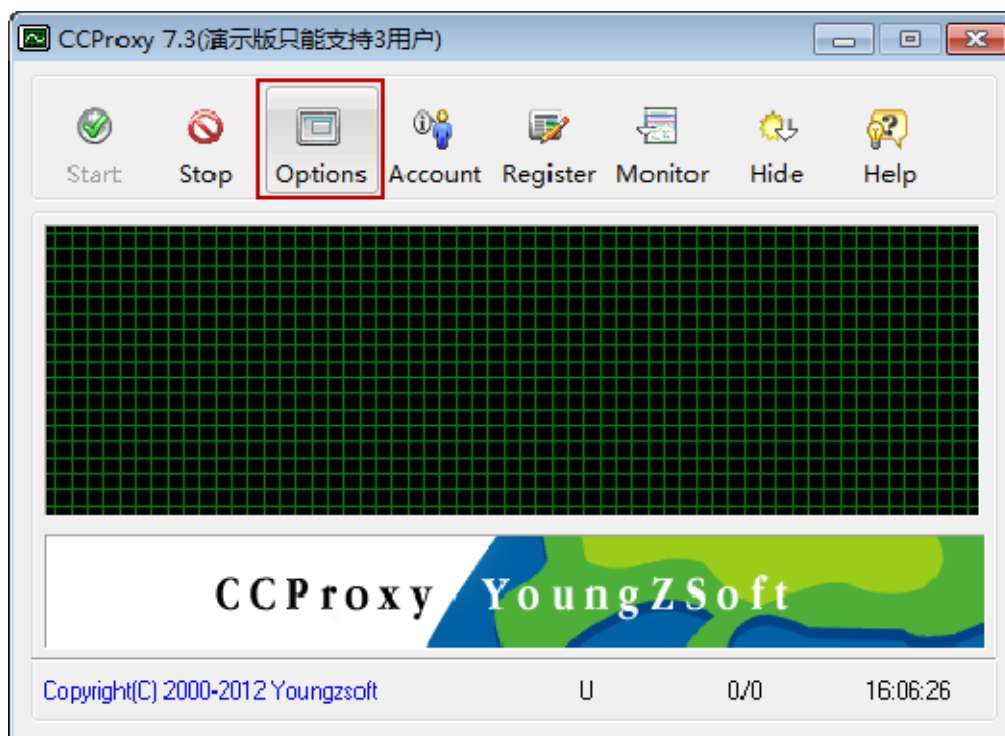 CCProxy 7.3(演示版只能支持3用户)
Start Stop Options Account Register Monitor Hide Help
CCProxy YoungZSoft
Copyright(C) 2000-2012 Youngzsoft U 0/0 16:06:26